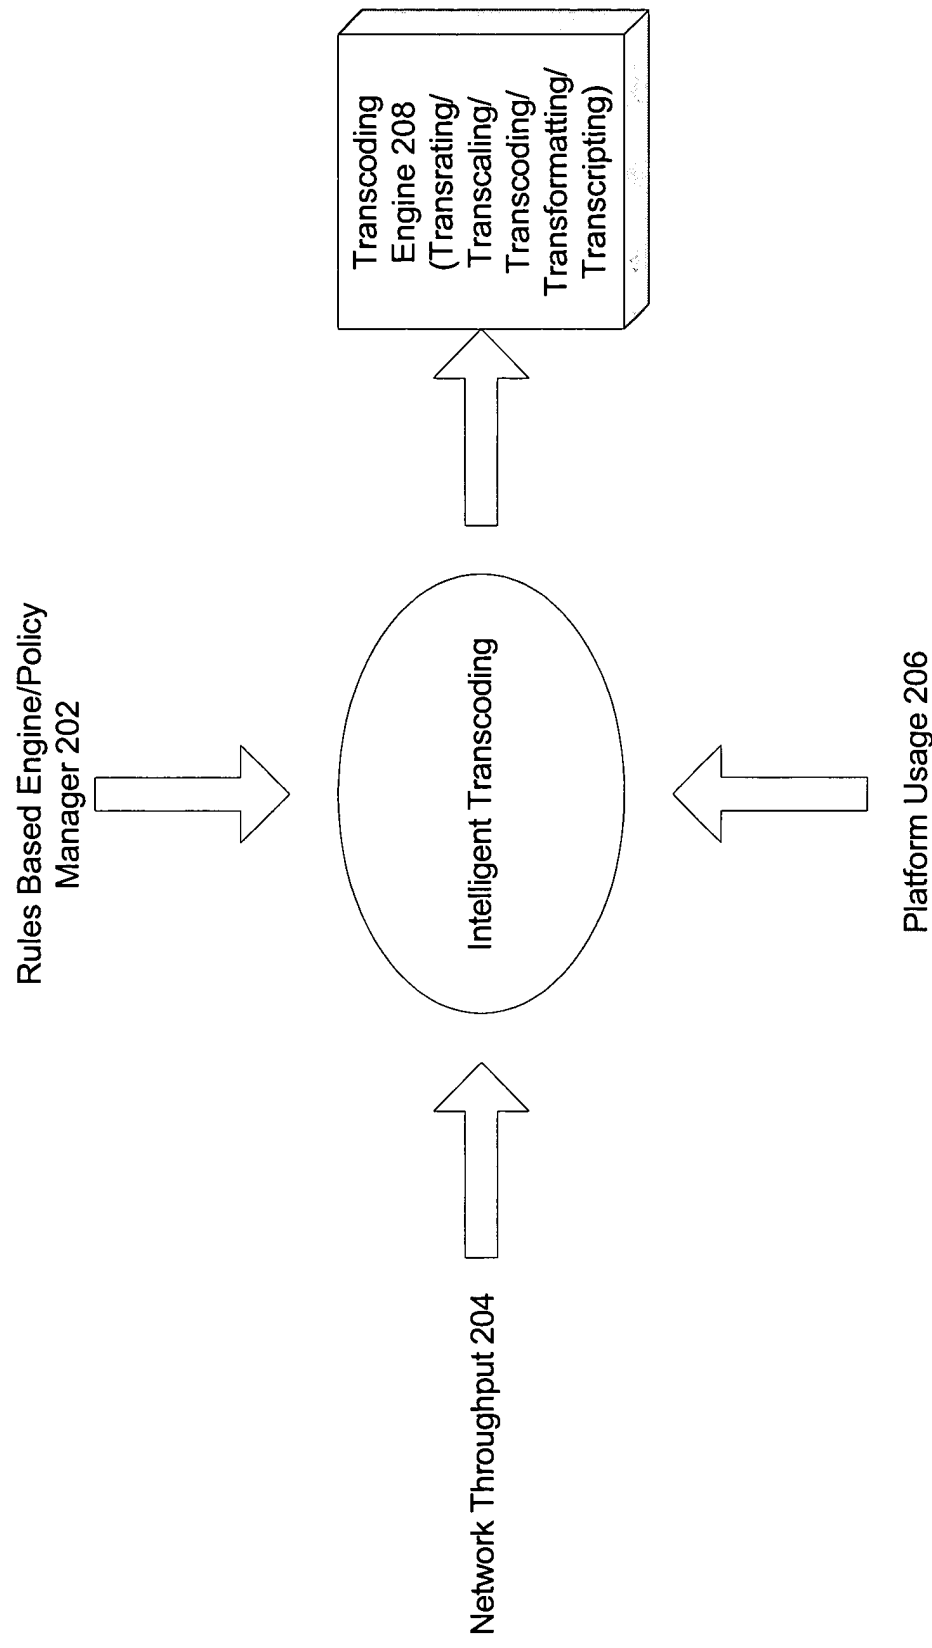 Rules Based Engine/Policy
Manager 202
Network Throughput 204
Intelligent Transcoding
Transcoding
Engine 208
(Transrating/
Transcaling/
Transcoding/
Transformatting/
Transcripting)
Platform Usage 206